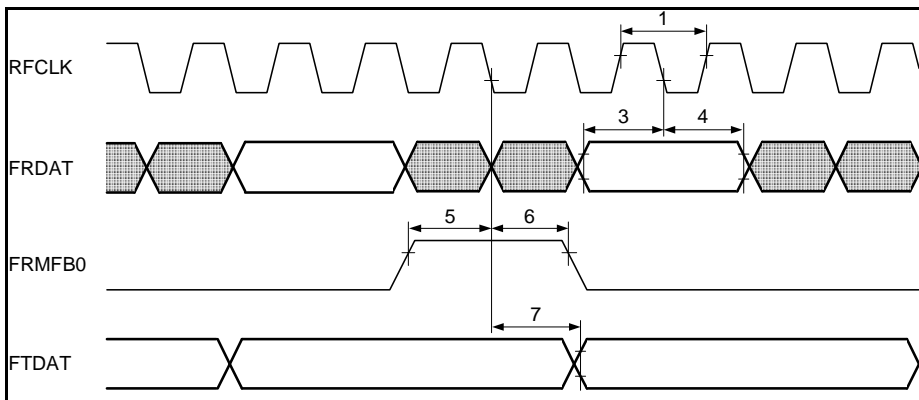 1
RFCLK
3 4
FRDAT
5 6
FRMFB0
7
FTDAT